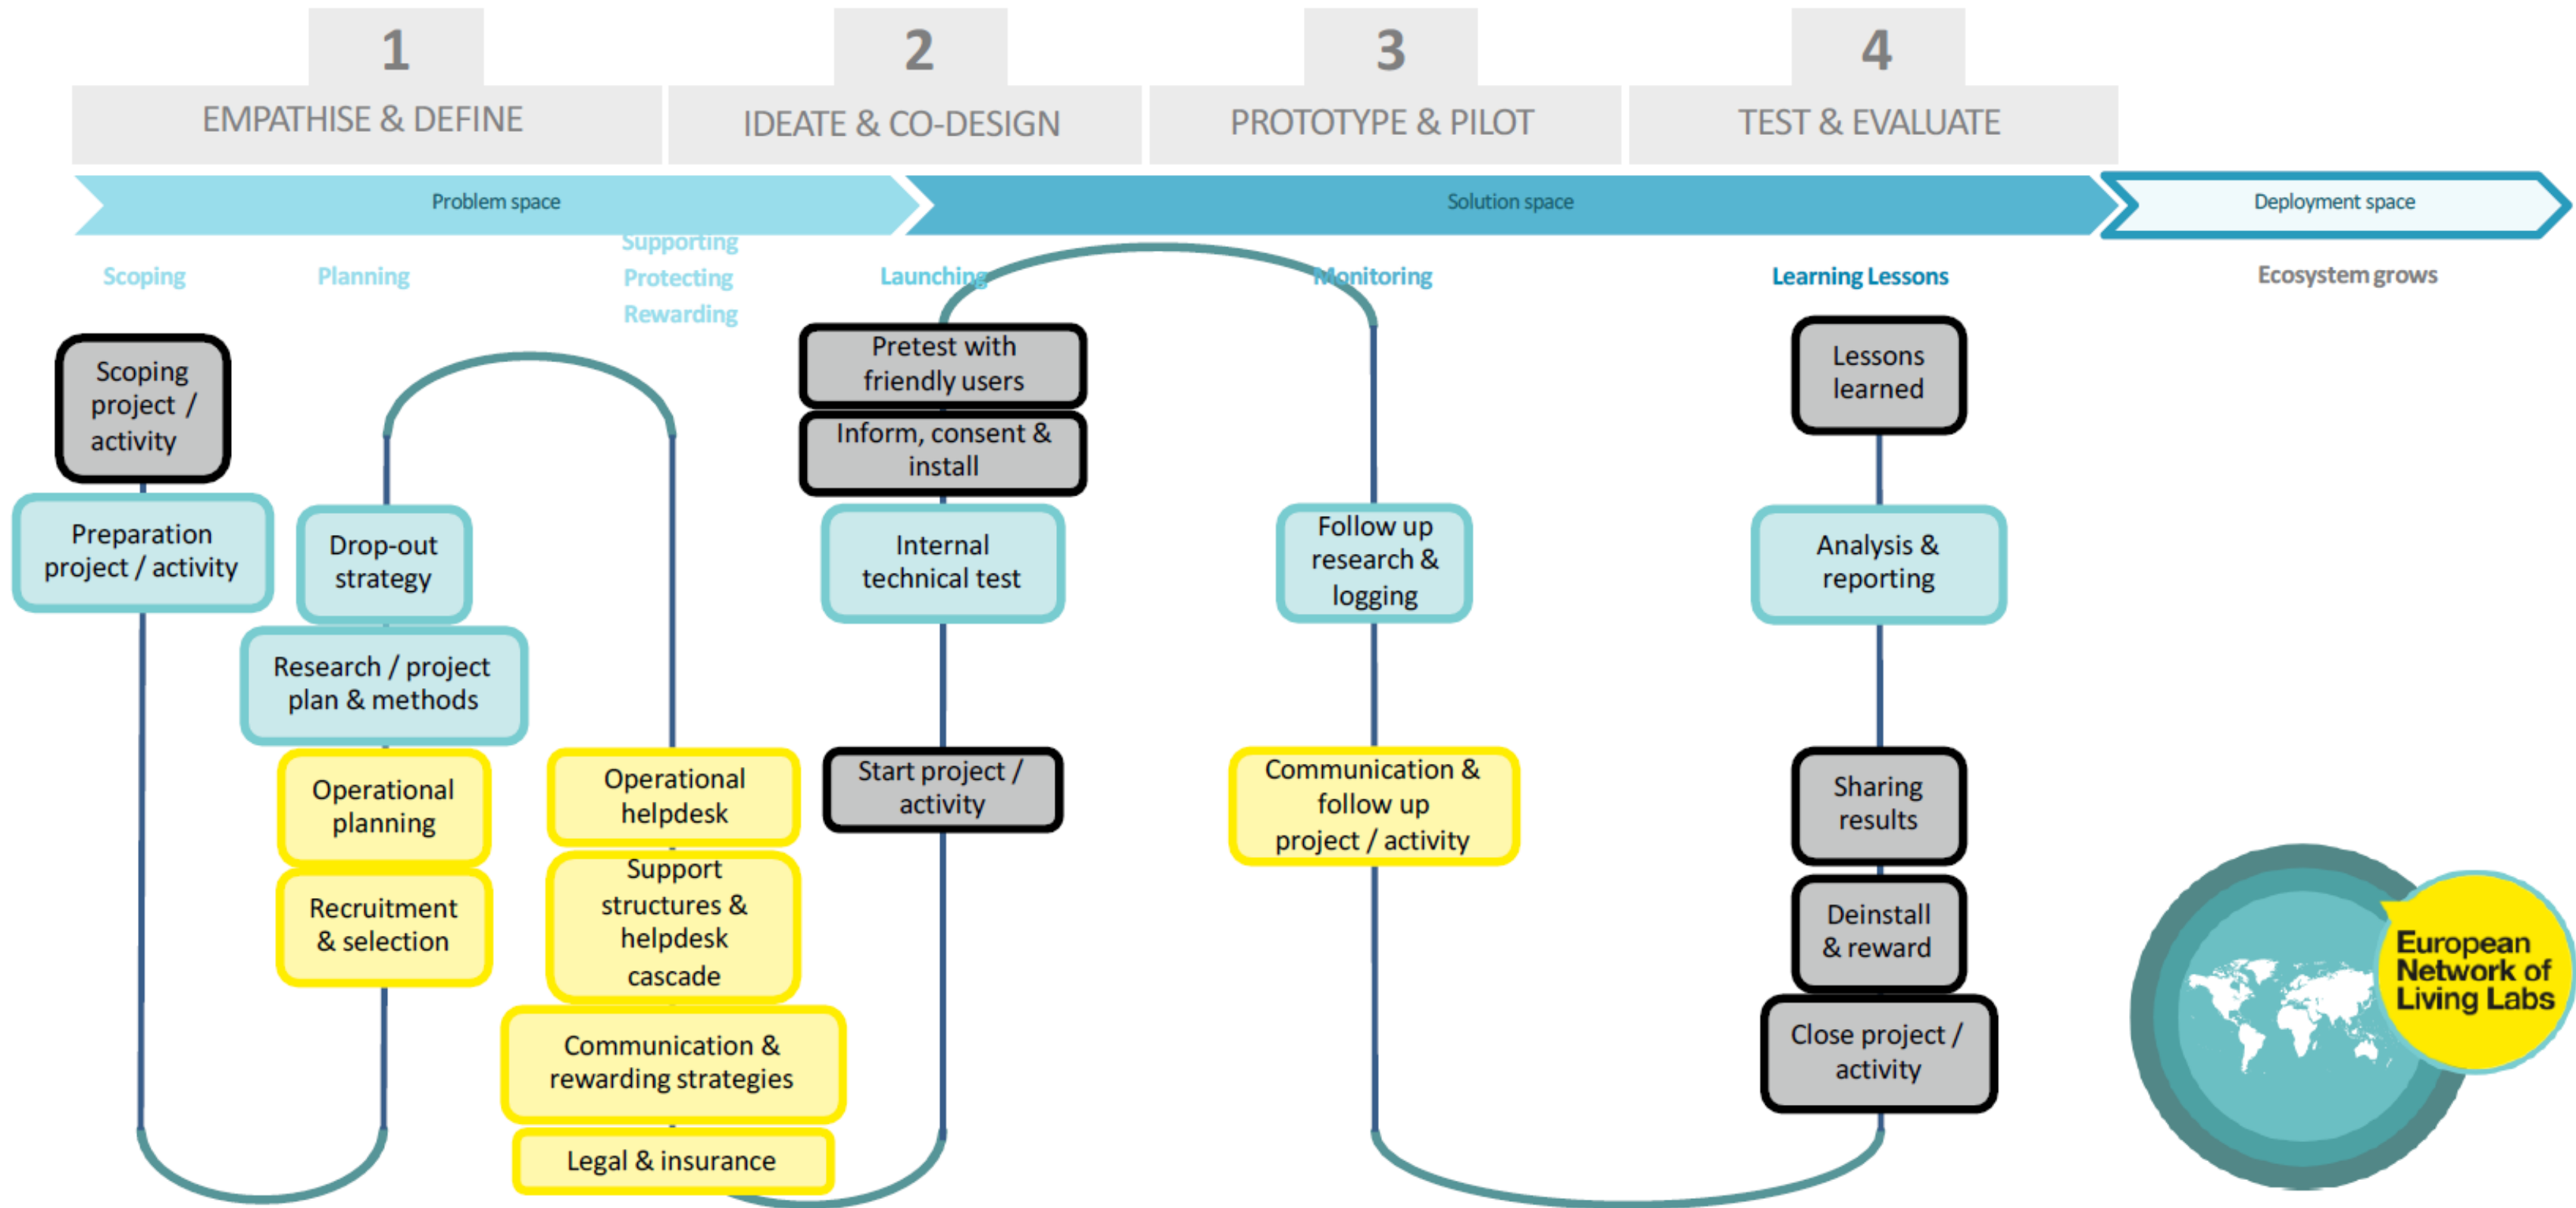 1
2
3
4
EMPATHISE & DEFINE
IDEATE & CO-DESIGN
PROTOTYPE & PILOT
TEST & EVALUATE
Problem space
Solution space
Deployment space
Scoping
Planning
Supporting
Protecting
Rewarding
Launching
Monitoring
Learning Lessons
Ecosystem grows
Scoping
project /
activity
Preparation
project / activity
Drop-out
strategy
Research / project
plan & methods
Operational
planning
Recruitment
& selection
Operational
helpdesk
Support
structures &
helpdesk
cascade
Communication &
rewarding strategies
Legal & insurance
Pretest with
friendly users
Inform, consent &
install
Internal
technical test
Start project /
activity
Follow up
research &
logging
Communication &
follow up
project / activity
Lessons
learned
Analysis &
reporting
Sharing
results
Deinstall
& reward
Close project /
activity
European
Network of
Living Labs